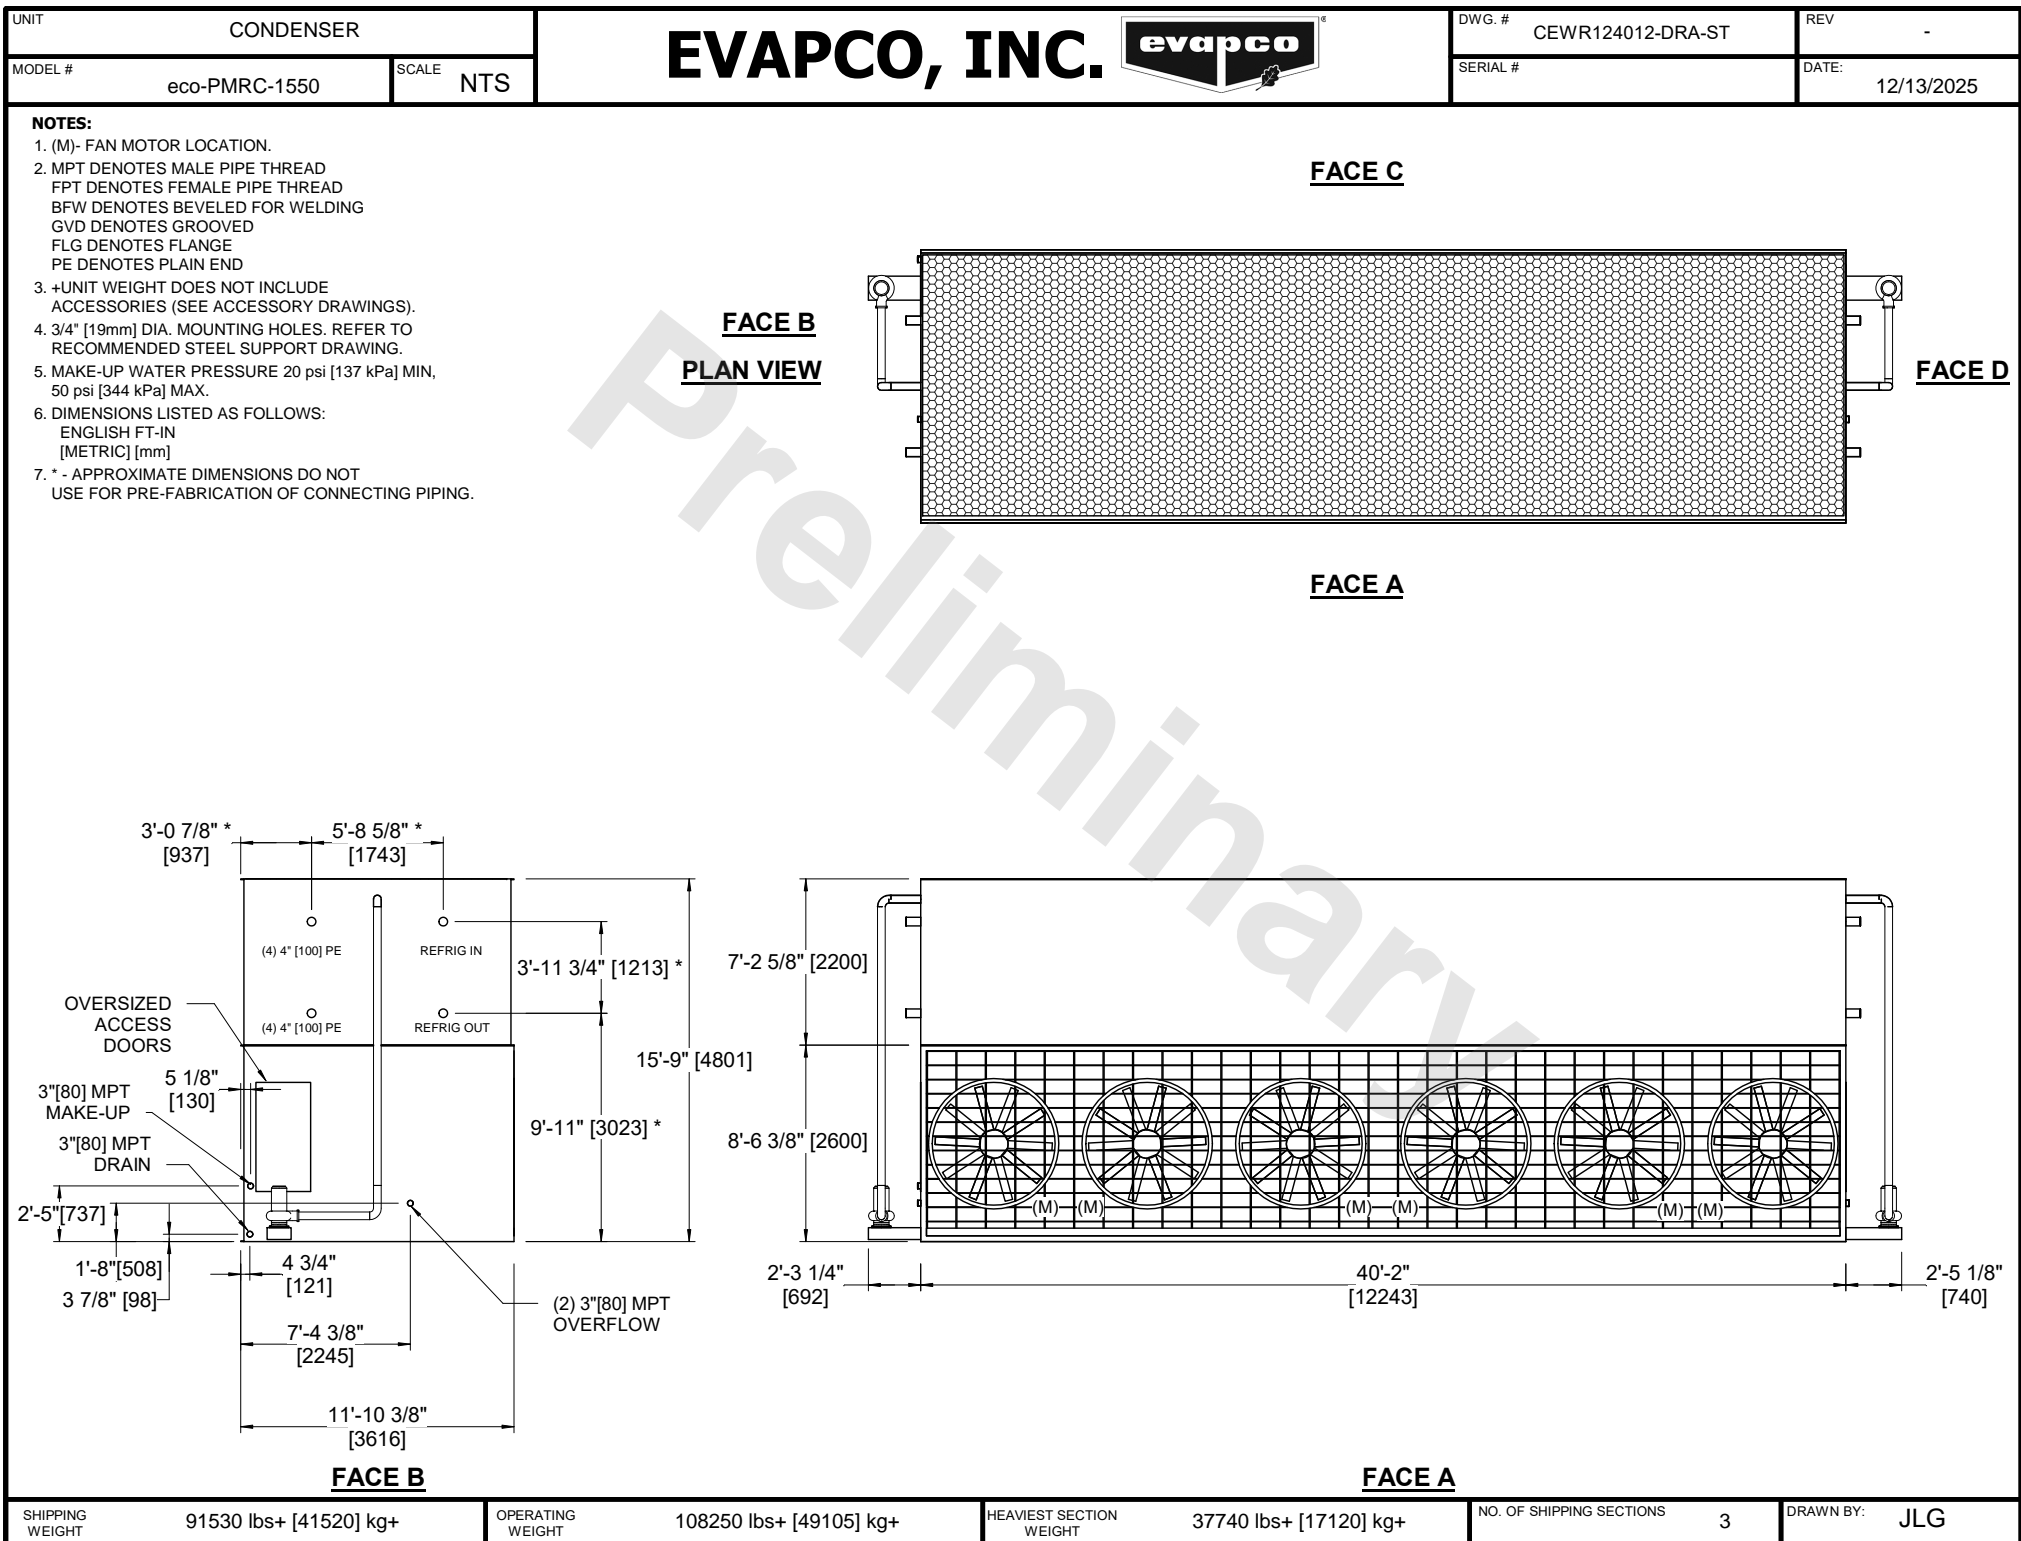 UNIT
CONDENSER
MODEL #
eco-PMRC-1550
SCALE
NTS
EVAPCO, INC.
evapco
®
DWG. #
CEWR124012-DRA-ST
REV
-
SERIAL #
DATE:
12/13/2025
NOTES:
1. (M)- FAN MOTOR LOCATION.
2. MPT DENOTES MALE PIPE THREAD
FPT DENOTES FEMALE PIPE THREAD
BFW DENOTES BEVELED FOR WELDING
GVD DENOTES GROOVED
FLG DENOTES FLANGE
PE DENOTES PLAIN END
3. +UNIT WEIGHT DOES NOT INCLUDE
ACCESSORIES (SEE ACCESSORY DRAWINGS).
4. 3/4" [19mm] DIA. MOUNTING HOLES. REFER TO
RECOMMENDED STEEL SUPPORT DRAWING.
5. MAKE-UP WATER PRESSURE 20 psi [137 kPa] MIN,
50 psi [344 kPa] MAX.
6. DIMENSIONS LISTED AS FOLLOWS:
ENGLISH FT-IN
[METRIC] [mm]
7. * - APPROXIMATE DIMENSIONS DO NOT
USE FOR PRE-FABRICATION OF CONNECTING PIPING.
FACE C
FACE B
PLAN VIEW
FACE D
FACE A
Preliminary
3'-0 7/8" *
[937]
5'-8 5/8" *
[1743]
(4) 4" [100] PE
REFRIG IN
3'-11 3/4" [1213] *
(4) 4" [100] PE
REFRIG OUT
OVERSIZED
ACCESS
DOORS
15'-9" [4801]
5 1/8"
[130]
3"[80] MPT
MAKE-UP
9'-11" [3023] *
3"[80] MPT
DRAIN
2'-5"[737]
1'-8"[508]
4 3/4"
[121]
3 7/8" [98]
(2) 3"[80] MPT
OVERFLOW
7'-4 3/8"
[2245]
11'-10 3/8"
[3616]
FACE B
7'-2 5/8" [2200]
8'-6 3/8" [2600]
(M) (M) (M) (M) (M) (M)
2'-3 1/4"
[692]
40'-2"
[12243]
2'-5 1/8"
[740]
FACE A
SHIPPING
WEIGHT
91530 lbs+ [41520] kg+
OPERATING
WEIGHT
108250 lbs+ [49105] kg+
HEAVIEST SECTION
WEIGHT
37740 lbs+ [17120] kg+
NO. OF SHIPPING SECTIONS
3
DRAWN BY:
JLG